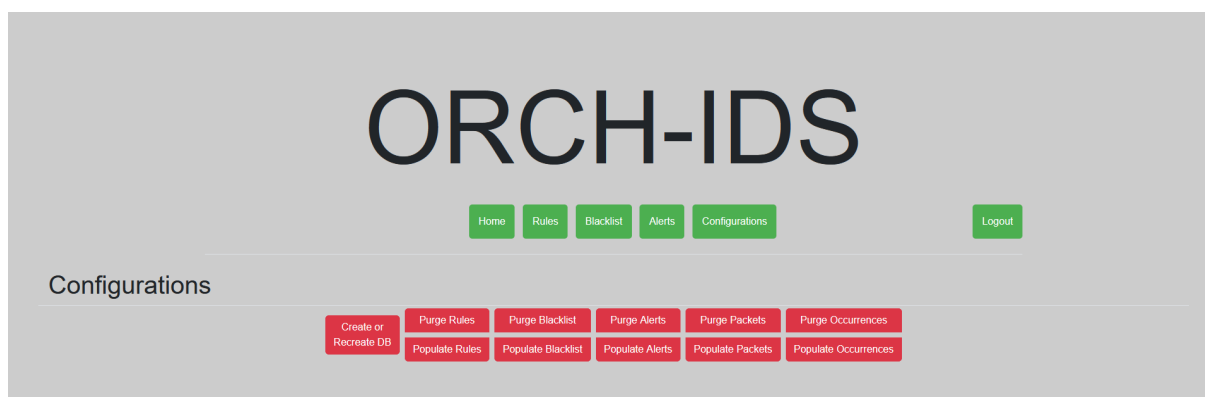 ORCH-IDS
Home Rules Blacklist Alerts Configurations Logout
Configurations
Create or
Recreate DB
Purge Rules Purge Blacklist Purge Alerts Purge Packets Purge Occurrences
Populate Rules Populate Blacklist Populate Alerts Populate Packets Populate Occurrences